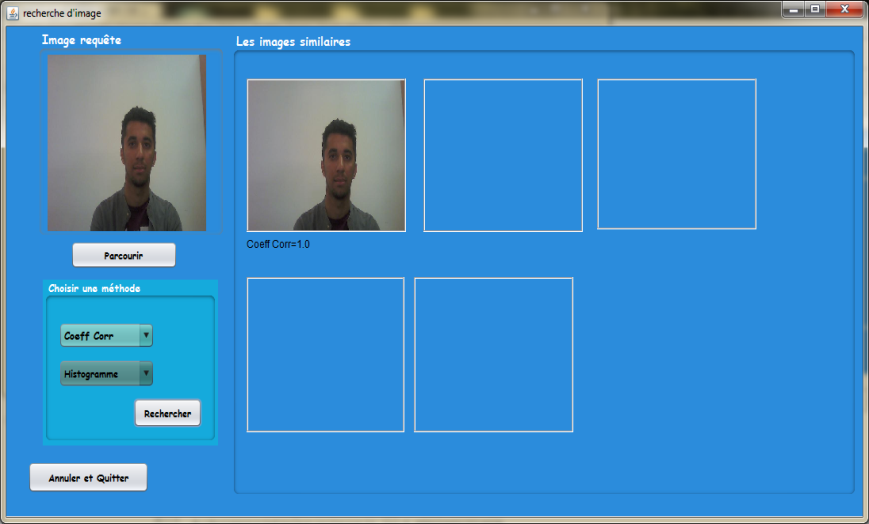 recherche d'image
Image requête
Les images similaires
Parcourir
Coeff Corr=1.0
Choisir une méthode
Coeff Corr
Histogramme
Rechercher
Annuler et Quitter